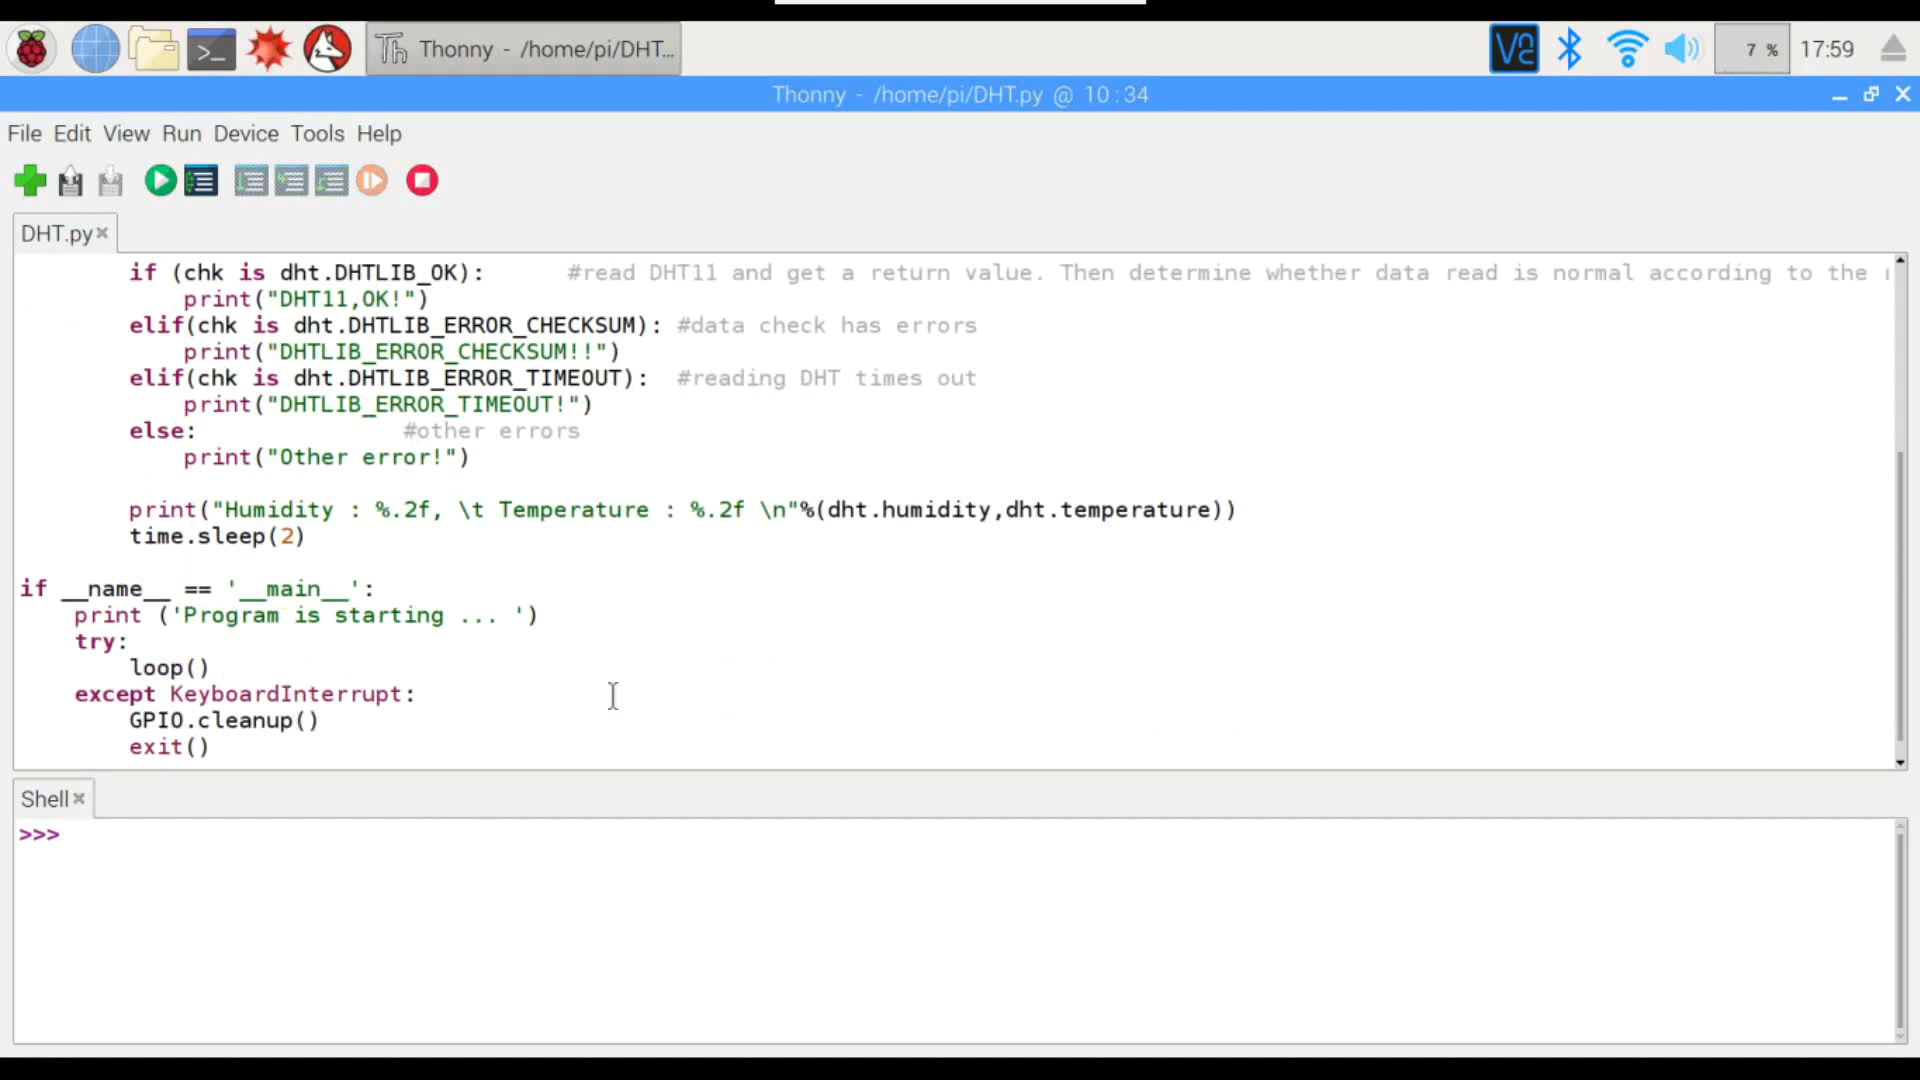 Thonny - /home/pi/DHT...
7 %
17:59
Thonny - /home/pi/DHT.py @ 10:34
File Edit View Run Device Tools Help
DHT.py
if (chk is dht.DHTLIB_OK): #read DHT11 and get a return value. Then determine whether data read is normal according to the
print("DHT11,OK!")
elif(chk is dht.DHTLIB_ERROR_CHECKSUM): #data check has errors
print("DHTLIB_ERROR_CHECKSUM!!")
elif(chk is dht.DHTLIB_ERROR_TIMEOUT): #reading DHT times out
print("DHTLIB_ERROR_TIMEOUT!")
else: #other errors
print("Other error!")
print("Humidity : %.2f, \t Temperature : %.2f \n"%(dht.humidity,dht.temperature))
time.sleep(2)
if __name__ == '__main__':
print ('Program is starting ... ')
try:
loop()
except KeyboardInterrupt:
GPIO.cleanup()
exit()
Shell
>>>